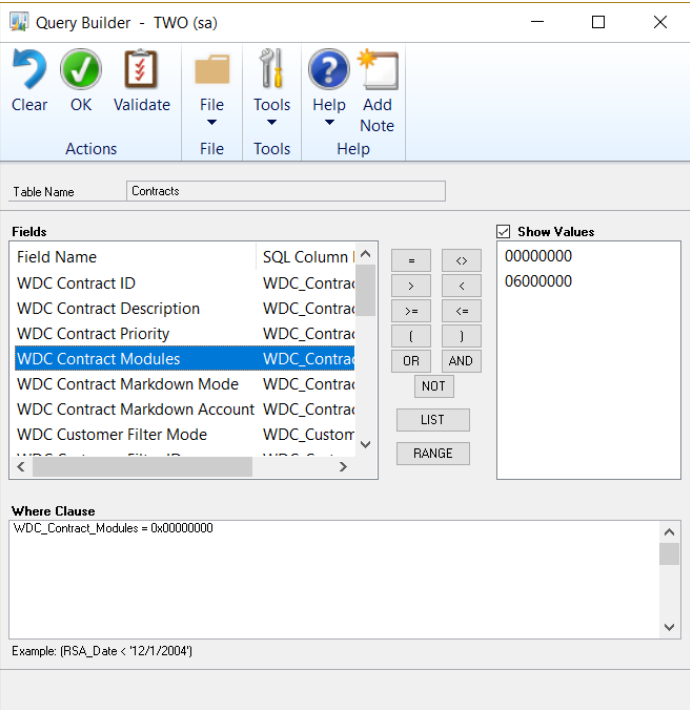 Query Builder - TWO (sa)
Clear OK Validate File Tools Help Add Note
Actions File Tools Help
Table Name Contracts
Fields
Show Values
Field Name SQL Column
WDC Contract ID WDC_Contrac
WDC Contract Description WDC_Contrac
WDC Contract Priority WDC_Contrac
WDC Contract Modules WDC_Contrac
WDC Contract Markdown Mode WDC_Contrac
WDC Contract Markdown Account WDC_Contrac
WDC Customer Filter Mode WDC_Custom
= <>
> <
>= <=
( )
OR AND
NOT
LIST
RANGE
00000000
06000000
Where Clause
WDC_Contract_Modules = 0x00000000
Example: (RSA_Date < '12/1/2004')